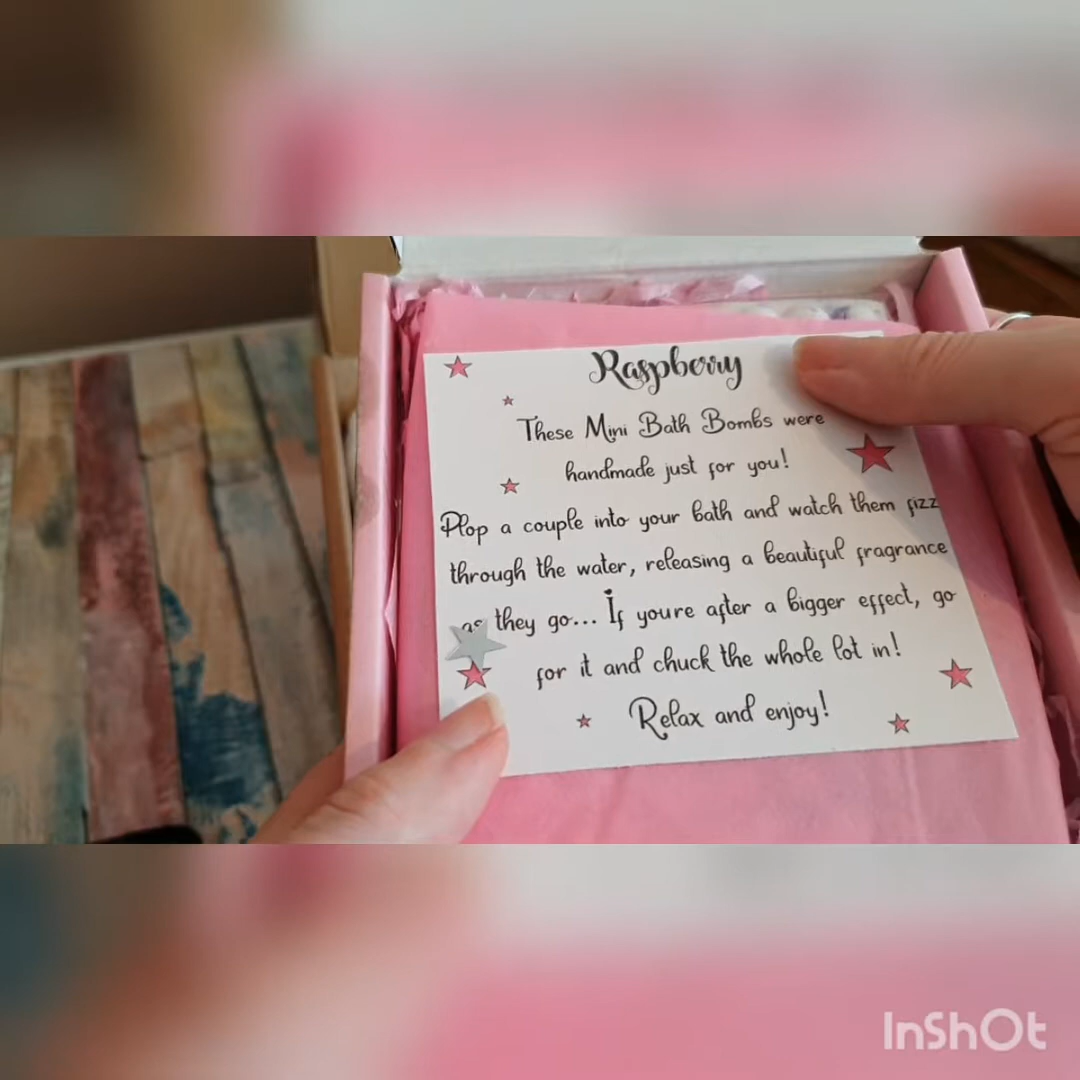 Raspberry
These Mini Bath Bombs were
handmade just for you!
Plop a couple into your bath and watch them fizz
through the water, releasing a beautiful fragrance
as they go... If youre after a bigger effect, go
for it and chuck the whole lot in!
Relax and enjoy!
InShOt